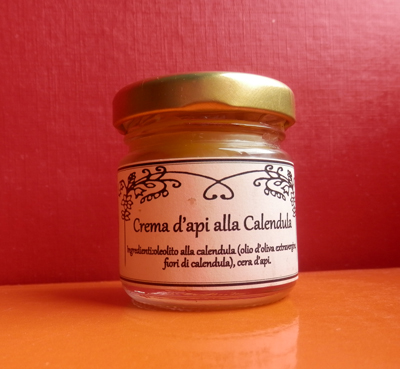 Crema d'api alla Calendula
Ingredienti:oleolito alla calendula (olio d'oliva extravergine
fiori di calendula), cera d'api.